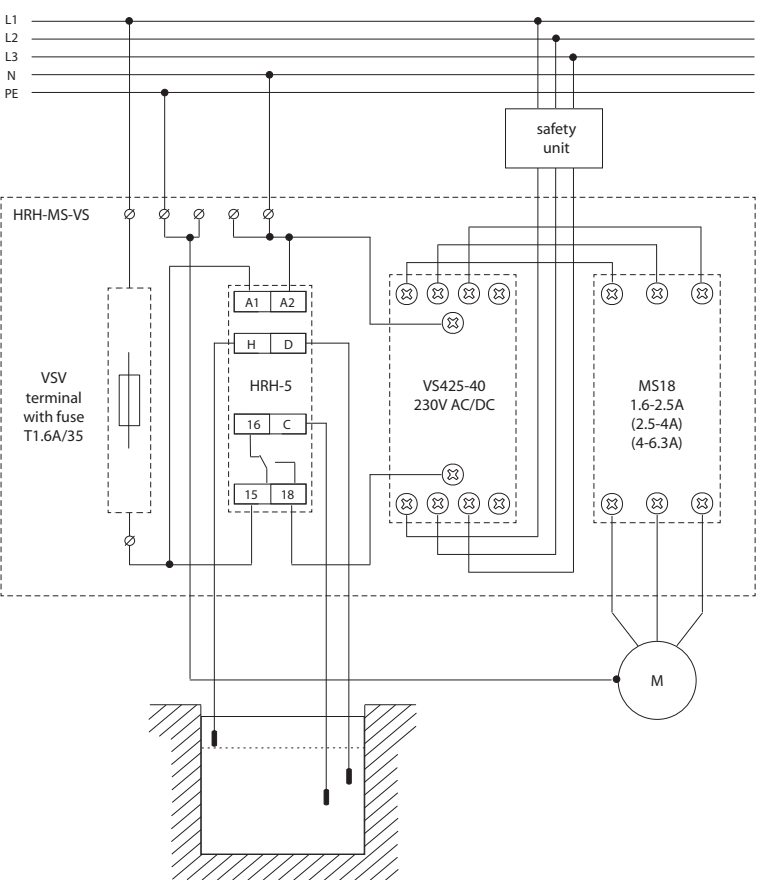 L1
L2
L3
N
PE
safety
unit
HRH-MS-VS
A1 A2
H D
HRH-5
16 C
15 18
VSV
terminal
with fuse
T1.6A/35
VS425-40
230V AC/DC
MS18
1.6-2.5A
(2.5-4A)
(4-6.3A)
M